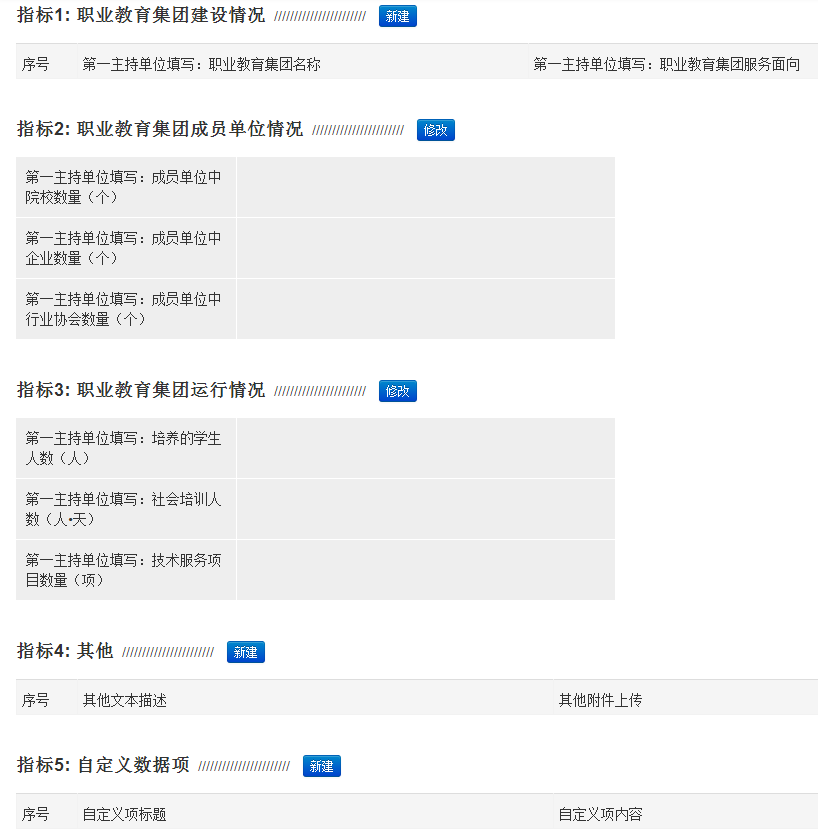 指标1: 职业教育集团建设情况 /////////////////////// 新建
序号 第一主持单位填写：职业教育集团名称 第一主持单位填写：职业教育集团服务面向
指标2: 职业教育集团成员单位情况 /////////////////////// 修改
第一主持单位填写：成员单位中
院校数量（个）
第一主持单位填写：成员单位中
企业数量（个）
第一主持单位填写：成员单位中
行业协会数量（个）
指标3: 职业教育集团运行情况 /////////////////////// 修改
第一主持单位填写：培养的学生
人数（人）
第一主持单位填写：社会培训人
数（人•天）
第一主持单位填写：技术服务项
目数量（项）
指标4: 其他 /////////////////////// 新建
序号 其他文本描述 其他附件上传
指标5: 自定义数据项 /////////////////////// 新建
序号 自定义项标题 自定义项内容